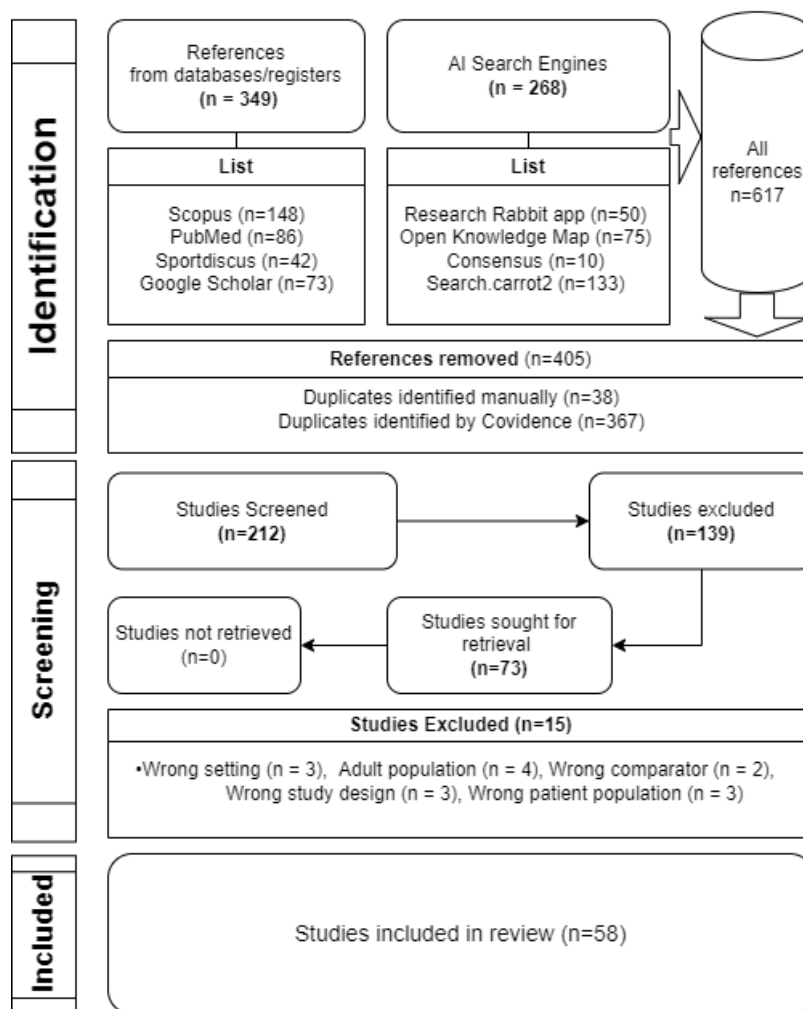 Identification
References
from databases/registers
(n = 349)
AI Search Engines
(n = 268)
All
references
n=617
List
Scopus (n=148)
PubMed (n=86)
Sportdiscus (n=42)
Google Scholar (n=73)
List
Research Rabbit app (n=50)
Open Knowledge Map (n=75)
Consensus (n=10)
Search.carrot2 (n=133)
References removed (n=405)
Duplicates identified manually (n=38)
Duplicates identified by Covidence (n=367)
Screening
Studies Screened
(n=212)
Studies excluded
(n=139)
Studies not retrieved
(n=0)
Studies sought for
retrieval
(n=73)
Studies Excluded (n=15)
•Wrong setting (n = 3), Adult population (n = 4), Wrong comparator (n = 2),
Wrong study design (n = 3), Wrong patient population (n = 3)
Included
Studies included in review (n=58)